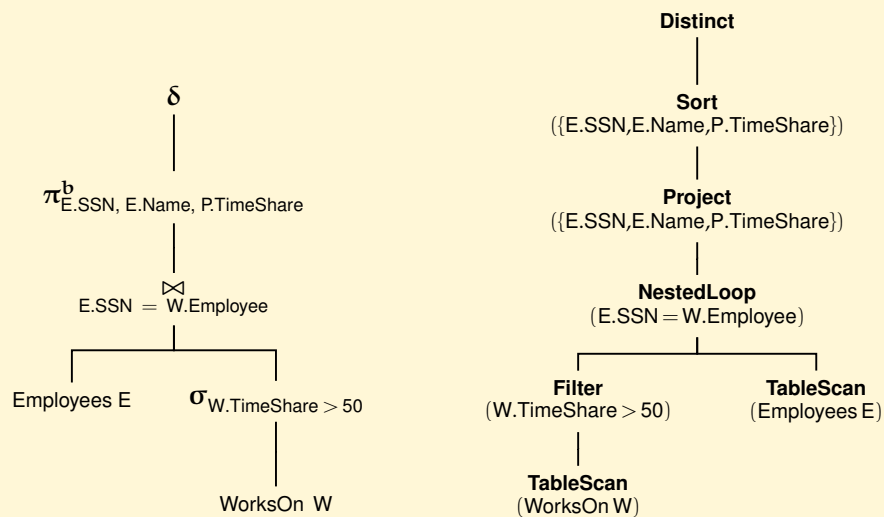 δ
π^b E.SSN, E.Name, P.TimeShare
⋈
E.SSN = W.Employee
Employees E
σ W.TimeShare > 50
WorksOn W
Distinct
Sort
({E.SSN,E.Name,P.TimeShare})
Project
({E.SSN,E.Name,P.TimeShare})
NestedLoop
(E.SSN = W.Employee)
Filter
(W.TimeShare > 50)
TableScan
(Employees E)
TableScan
(WorksOn W)